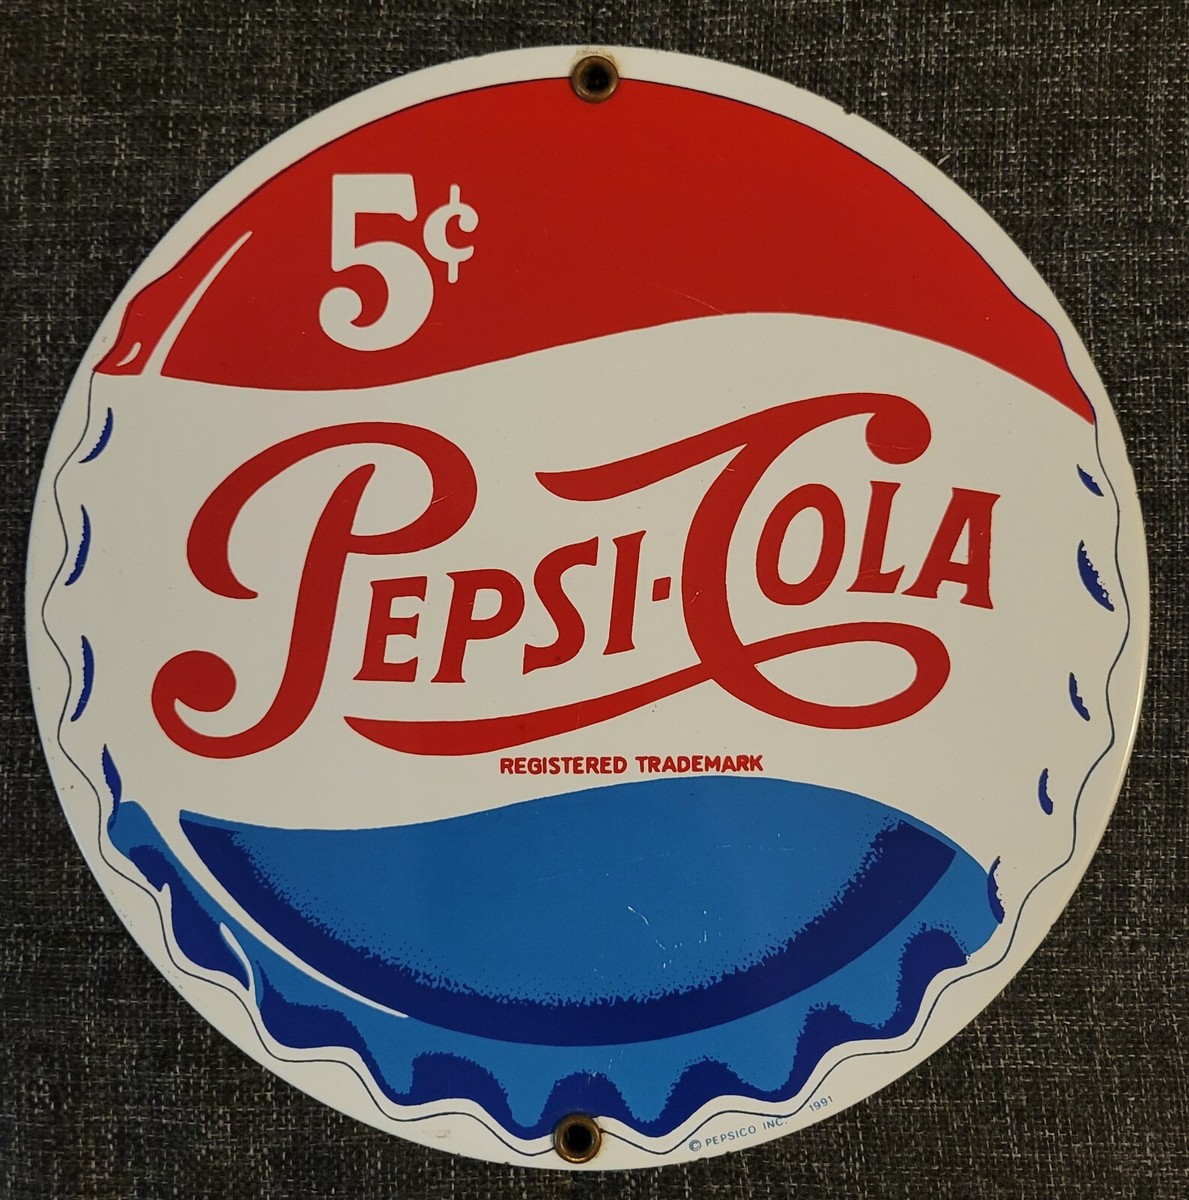 5¢
PEPSI-COLA
REGISTERED TRADEMARK
© PEPSICO INC. 1991